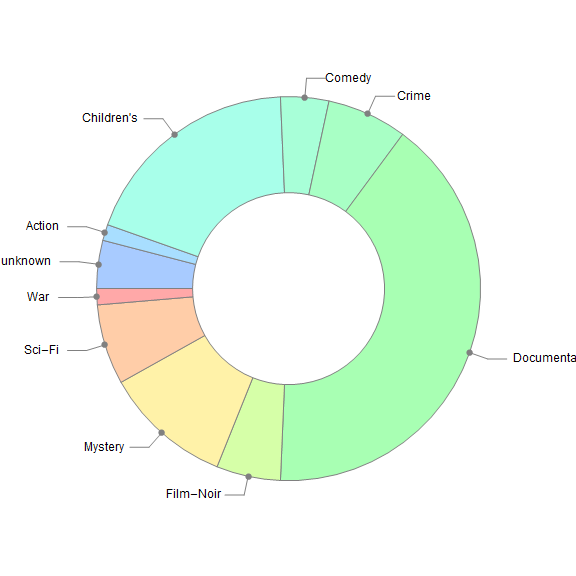 Comedy
Crime
Children's
Action
unknown
War
Sci−Fi
Documenta
Mystery
Film−Noir